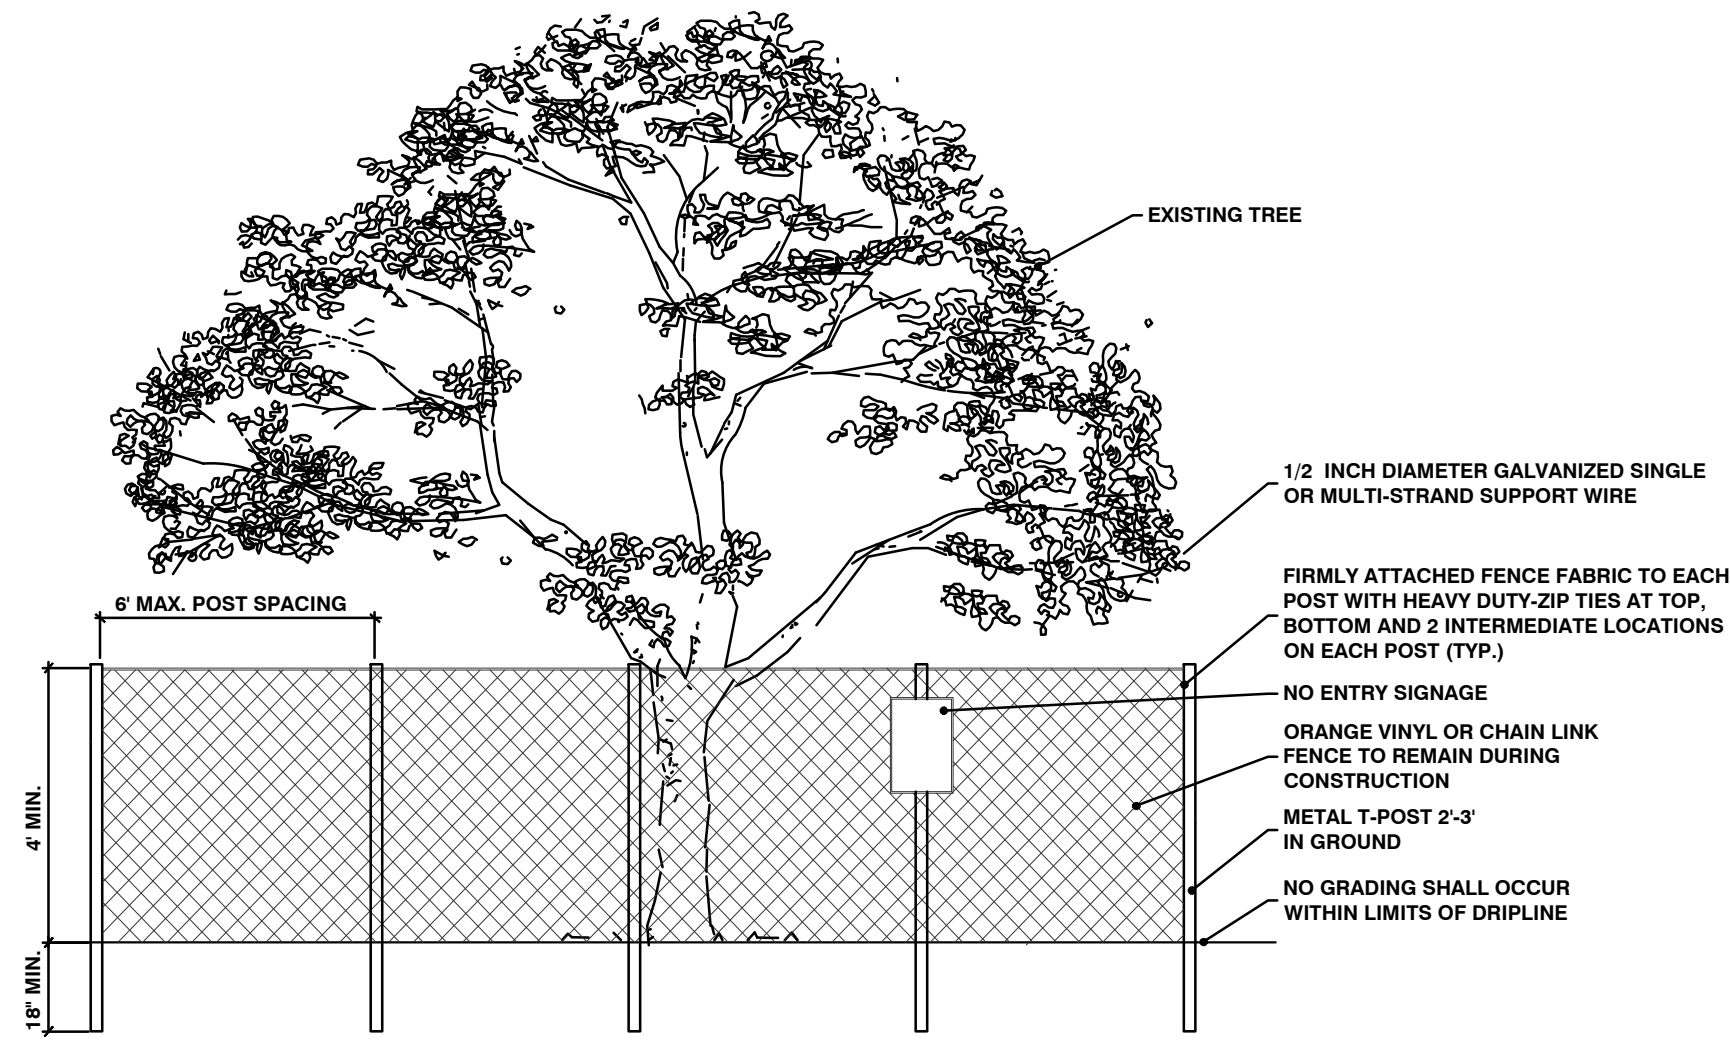 EXISTING TREE
1/2 INCH DIAMETER GALVANIZED SINGLE
OR MULTI-STRAND SUPPORT WIRE
FIRMLY ATTACHED FENCE FABRIC TO EACH
POST WITH HEAVY DUTY-ZIP TIES AT TOP,
BOTTOM AND 2 INTERMEDIATE LOCATIONS
ON EACH POST (TYP.)
6' MAX. POST SPACING
NO ENTRY SIGNAGE
ORANGE VINYL OR CHAIN LINK
FENCE TO REMAIN DURING
CONSTRUCTION
4' MIN.
METAL T-POST 2'-3'
IN GROUND
NO GRADING SHALL OCCUR
WITHIN LIMITS OF DRIPLINE
18" MIN.